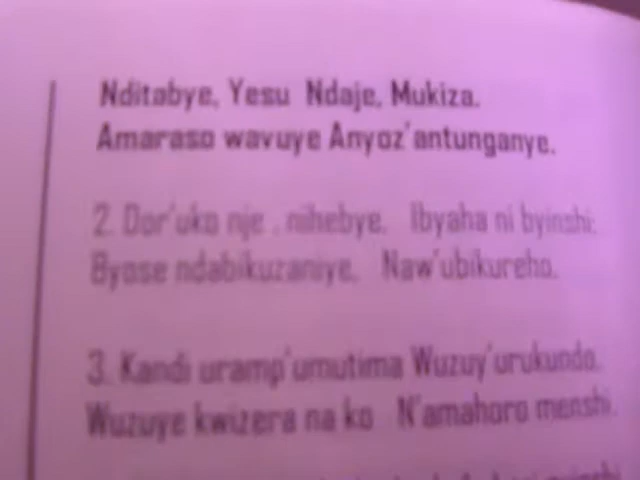 Nditabye, Yesu Ndaje, Mukiza.
Amaraso wavuye Anyoz'antunganye.
2. Dor'uko nje . nihebye, Ibyaha ni byinshi;
Byose ndabikuzaniye, Naw'ubikureho.
3. Kandi uramp'umutima Wuzuy'urukundo.
Wuzuye kwizera na ko N'amahoro menshi.